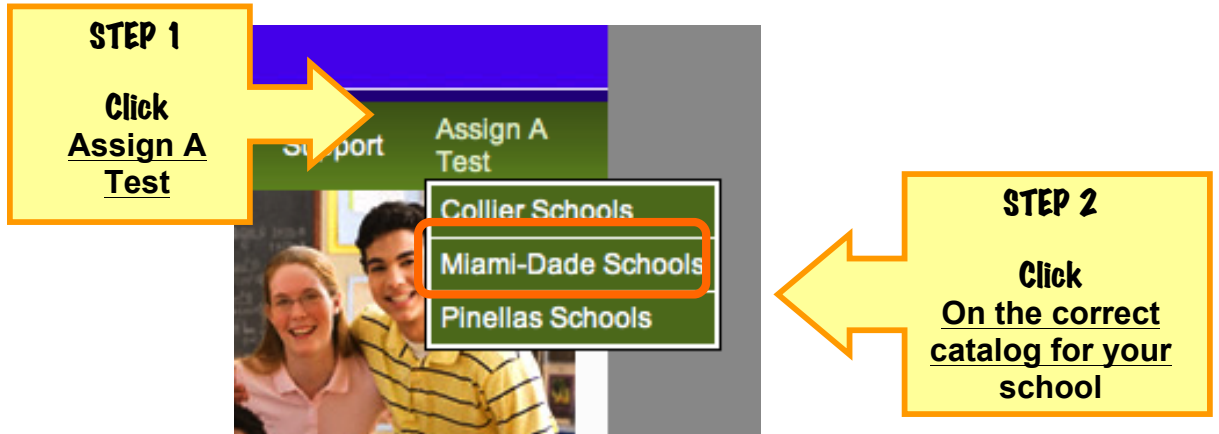 STEP 1
Click
Assign A
Test
Support
Assign A
Test
Collier Schools
Miami-Dade Schools
Pinellas Schools
STEP 2
Click
On the correct
catalog for your
school